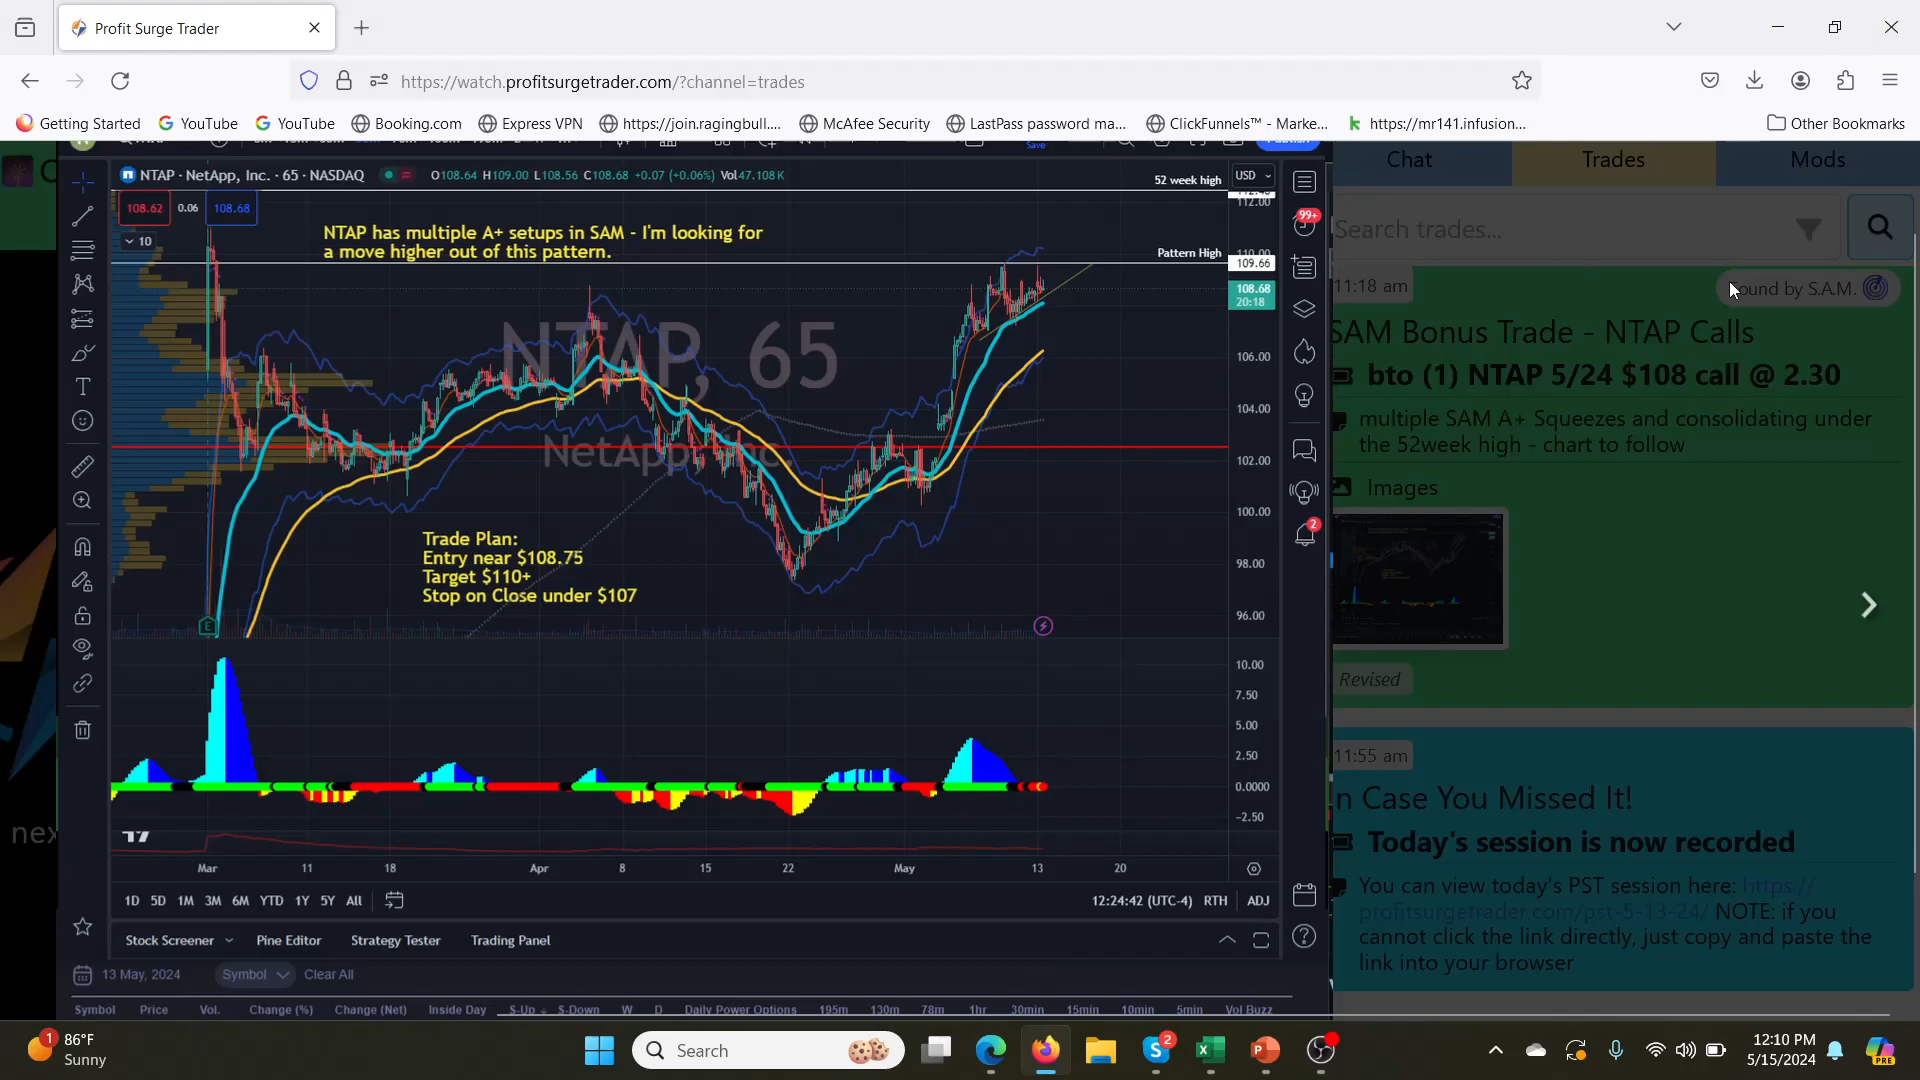 Profit Surge Trader
https://watch.profitsurgetrader.com/?channel=trades
Getting Started
YouTube
YouTube
Booking.com
Express VPN
https://join.ragingbull....
McAfee Security
LastPass password ma...
ClickFunnels™ - Marke...
https://mr141.infusion...
Other Bookmarks
Save
NTAP · NetApp, Inc. · 65 · NASDAQ
O108.64 H109.00 L108.56 C108.68 +0.07 (+0.06%) Vol47.108K
52 week high
USD
108.62 0.06 108.68
112.00
10
NTAP has multiple A+ setups in SAM - I'm looking for
a move higher out of this pattern.
Pattern High
109.66
108.68
20:18
NTAP, 65
NetApp, Inc.
106.00
104.00
102.00
100.00
98.00
96.00
Trade Plan:
Entry near $108.75
Target $110+
Stop on Close under $107
E
10.00
7.50
5.00
2.50
0.0000
−2.50
Mar 11 18 Apr 8 15 22 May 13 20
1D 5D 1M 3M 6M YTD 1Y 5Y All
12:24:42 (UTC-4) RTH ADJ
Stock Screener Pine Editor Strategy Tester Trading Panel
13 May, 2024 Symbol Clear All
Symbol Price Vol. Change (%) Change (Net) Inside Day S-Up S-Down W D Daily Power Options 195m 130m 78m 1hr 30min 15min 10min 5min Vol Buzz
99+
2
Chat Trades Mods
Search trades...
11:18 am
ound by S.A.M.
SAM Bonus Trade - NTAP Calls
bto (1) NTAP 5/24 $108 call @ 2.30
multiple SAM A+ Squeezes and consolidating under
the 52week high - chart to follow
Images
Revised
11:55 am
n Case You Missed It!
Today's session is now recorded
You can view today's PST session here: https://
profitsurgetrader.com/pst-5-13-24/ NOTE: if you
cannot click the link directly, just copy and paste the
link into your browser
nex
1
86°F
Sunny
Search
2
12:10 PM
5/15/2024
PRE